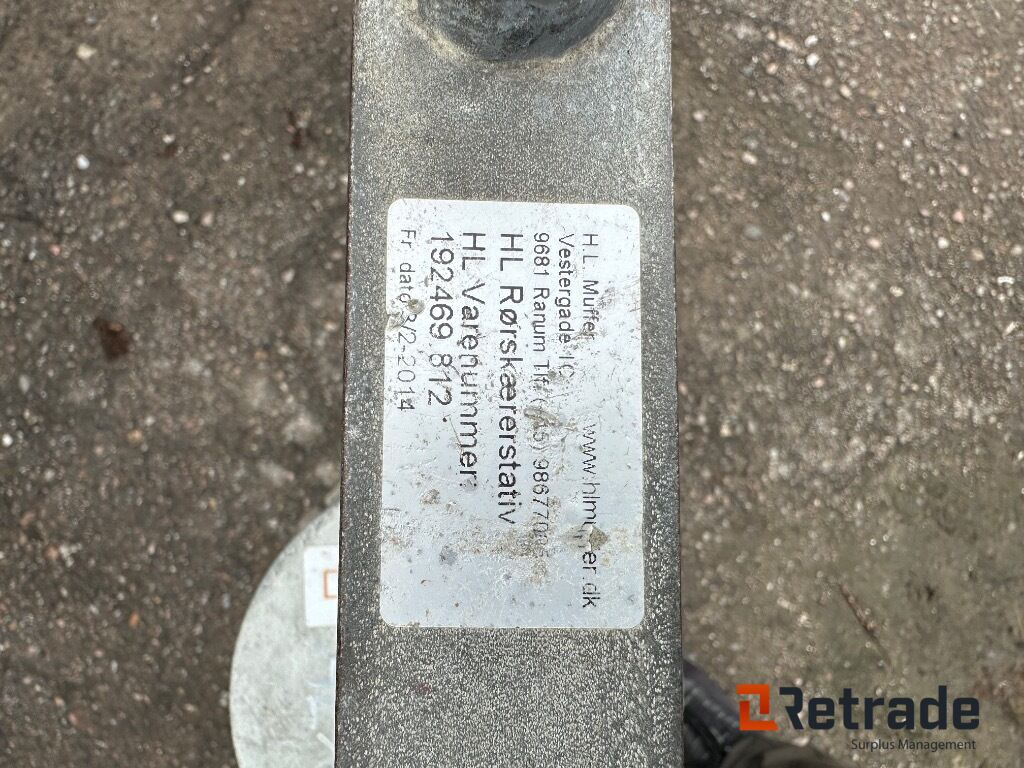 H.L. Muffer www.hlmuffer.dk
Vestergade
9681 Ranum Tlf.
HL Rørskærerstativ
HL Varenummer:
192469 812.
Fr. dato 3/2-2014
Retrade
Surplus Management